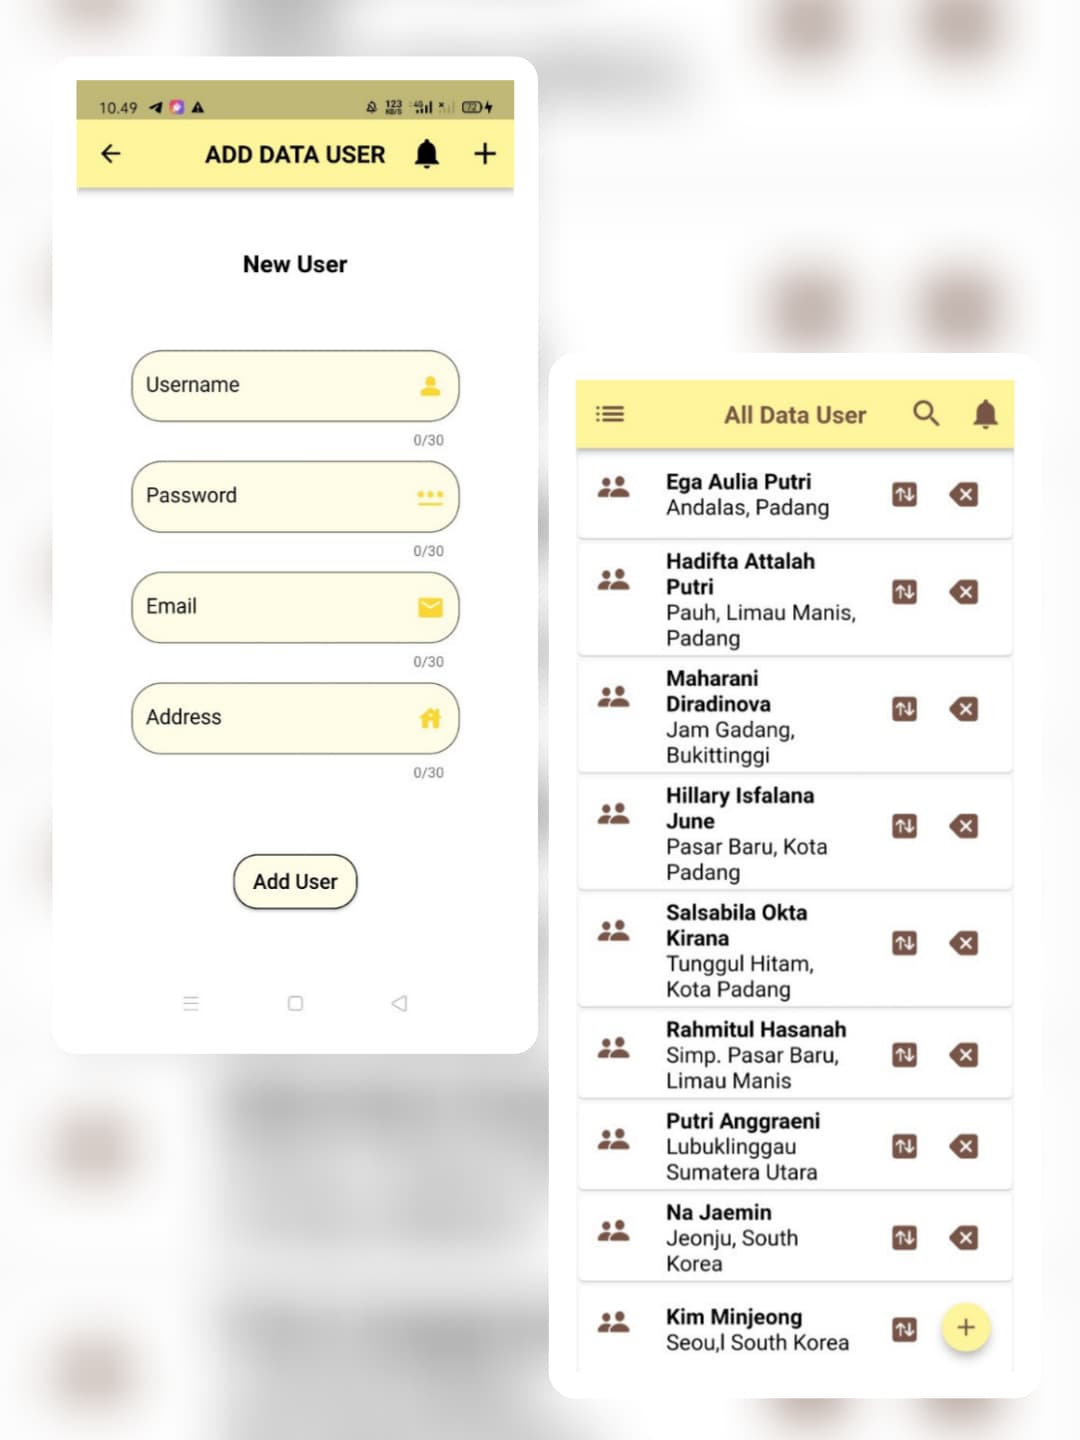 10.49
123
KB/S
4G
72
ADD DATA USER
New User
Username
0/30
Password
0/30
Email
0/30
Address
0/30
Add User
All Data User
Ega Aulia Putri
Andalas, Padang
Hadifta Attalah
Putri
Pauh, Limau Manis,
Padang
Maharani
Diradinova
Jam Gadang,
Bukittinggi
Hillary Isfalana
June
Pasar Baru, Kota
Padang
Salsabila Okta
Kirana
Tunggul Hitam,
Kota Padang
Rahmitul Hasanah
Simp. Pasar Baru,
Limau Manis
Putri Anggraeni
Lubuklinggau
Sumatera Utara
Na Jaemin
Jeonju, South
Korea
Kim Minjeong
Seou,l South Korea